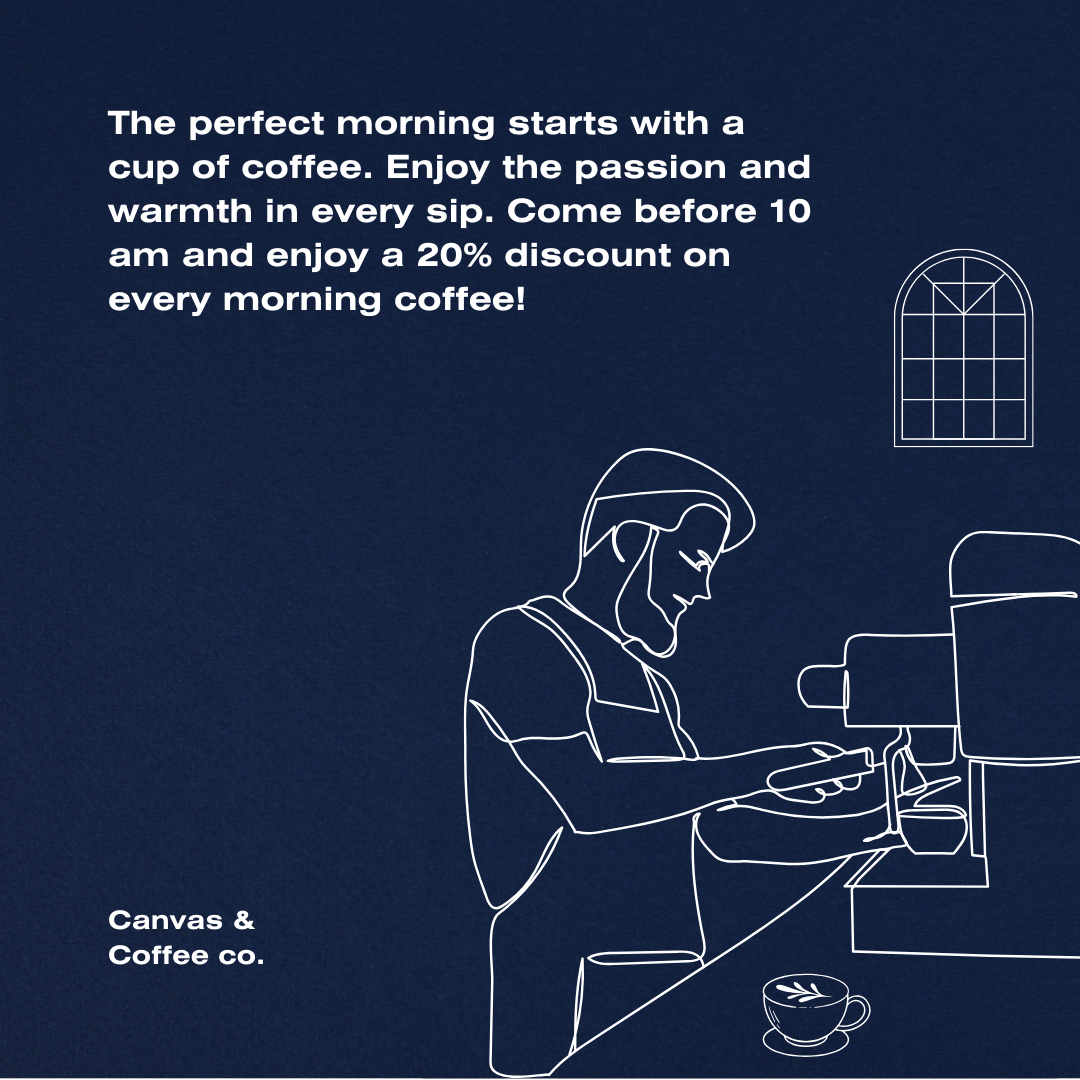 The perfect morning starts with a
cup of coffee. Enjoy the passion and
warmth in every sip. Come before 10
am and enjoy a 20% discount on
every morning coffee!
Canvas &
Coffee co.